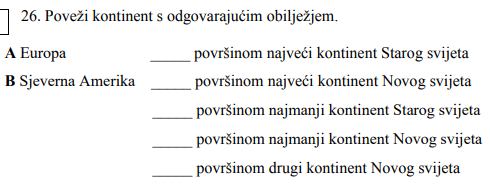 26. Poveži kontinent s odgovarajućim obilježjem.
A Europa _____ površinom najveći kontinent Starog svijeta
B Sjeverna Amerika _____ površinom najveći kontinent Novog svijeta
_____ površinom najmanji kontinent Starog svijeta
_____ površinom najmanji kontinent Novog svijeta
_____ površinom drugi kontinent Novog svijeta